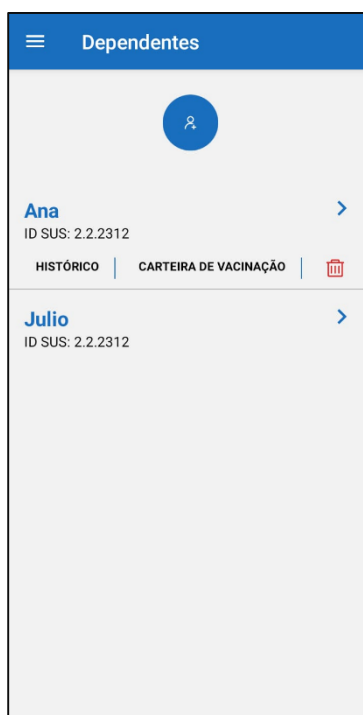 Dependentes
Ana
ID SUS: 2.2.2312
HISTÓRICO CARTEIRA DE VACINAÇÃO
Julio
ID SUS: 2.2.2312